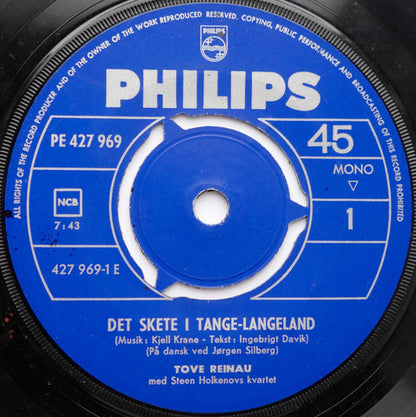 ALL RIGHTS OF THE RECORD PRODUCER AND OF THE OWNER OF THE WORK REPRODUCED RESERVED. COPYING, PUBLIC PERFORMANCE AND BROADCASTING OF THIS RECORD PROHIBITED
PHILIPS
PHILIPS
PE 427 969
45
MONO
NCB
7:43
1
427 969-1 E
DET SKETE I TANGE-LANGELAND
(Musik: Kjell Krane - Tekst: Ingebrigt Davik)
(På dansk ved Jørgen Silberg)
TOVE REINAU
med Steen Holkenovs kvartet